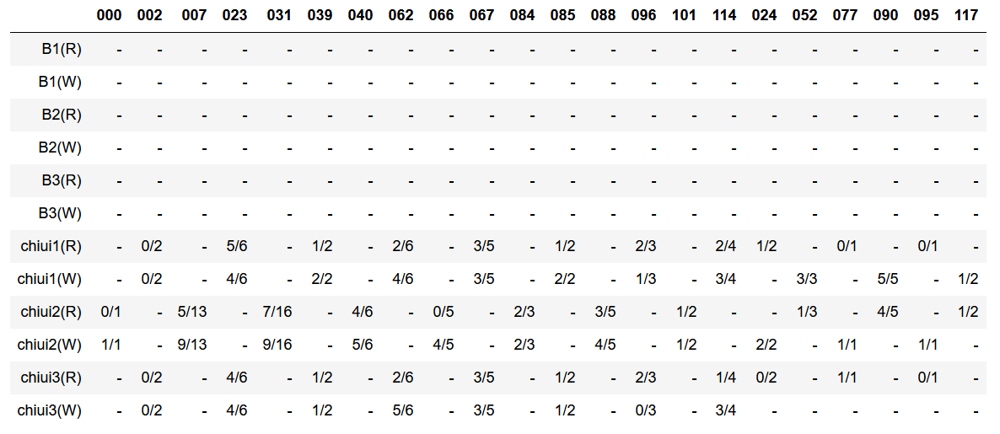 000 002 007 023 031 039 040 062 066 067 084 085 088 096 101 114 024 052 077 090 095 117
B1(R) - - - - - - - - - - - - - - - - - - - - - -
B1(W) - - - - - - - - - - - - - - - - - - - - - -
B2(R) - - - - - - - - - - - - - - - - - - - - - -
B2(W) - - - - - - - - - - - - - - - - - - - - - -
B3(R) - - - - - - - - - - - - - - - - - - - - - -
B3(W) - - - - - - - - - - - - - - - - - - - - - -
chiui1(R) - 0/2 - 5/6 - 1/2 - 2/6 - 3/5 - 1/2 - 2/3 - 2/4 1/2 - 0/1 - 0/1 -
chiui1(W) - 0/2 - 4/6 - 2/2 - 4/6 - 3/5 - 2/2 - 1/3 - 3/4 - 3/3 - 5/5 - 1/2
chiui2(R) 0/1 - 5/13 - 7/16 - 4/6 - 0/5 - 2/3 - 3/5 - 1/2 - - 1/3 - 4/5 - 1/2
chiui2(W) 1/1 - 9/13 - 9/16 - 5/6 - 4/5 - 2/3 - 4/5 - 1/2 - 2/2 - 1/1 - 1/1 -
chiui3(R) - 0/2 - 4/6 - 1/2 - 2/6 - 3/5 - 1/2 - 2/3 - 1/4 0/2 - 1/1 - 0/1 -
chiui3(W) - 0/2 - 4/6 - 1/2 - 5/6 - 3/5 - 1/2 - 0/3 - 3/4 - - - - - -